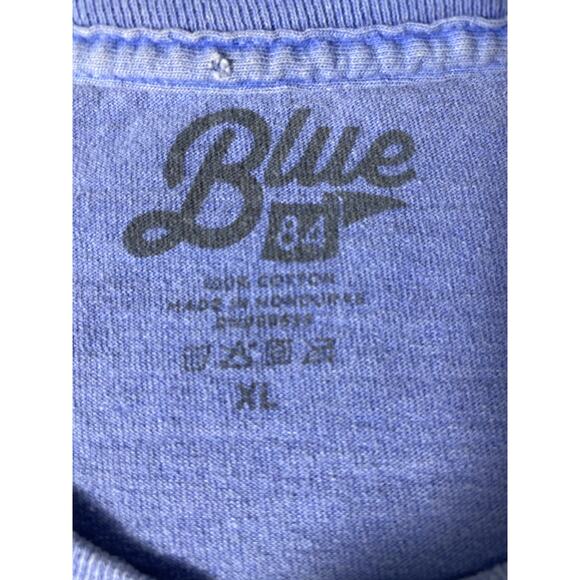 Blue
84
100% COTTON
MADE IN HONDURAS
XL